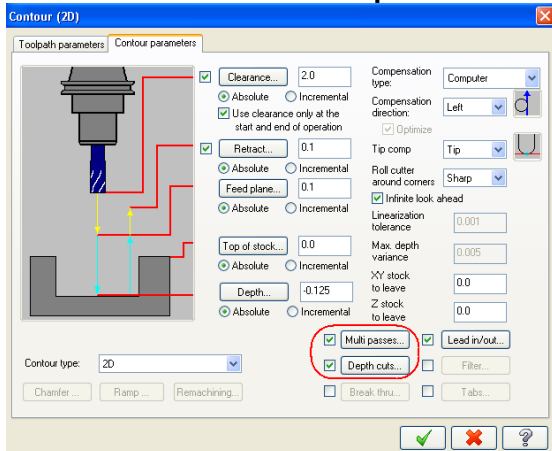 Contour (2D)
Toolpath parameters Contour parameters
Clearance... 2.0
Absolute Incremental
Use clearance only at the
start and end of operation
Retract... 0.1
Absolute Incremental
Feed plane... 0.1
Absolute Incremental
Top of stock... 0.0
Absolute Incremental
Depth... -0.125
Absolute Incremental
Compensation
type: Computer
Compensation
direction: Left
Optimize
Tip comp Tip
Roll cutter
around corners Sharp
Infinite look ahead
Linearization
tolerance 0.001
Max. depth
variance 0.005
XY stock
to leave 0.0
Z stock
to leave 0.0
Multi passes... Lead in/out...
Contour type: 2D Depth cuts... Filter...
Chamfer ... Ramp ... Remachining... Break thru... Tabs...